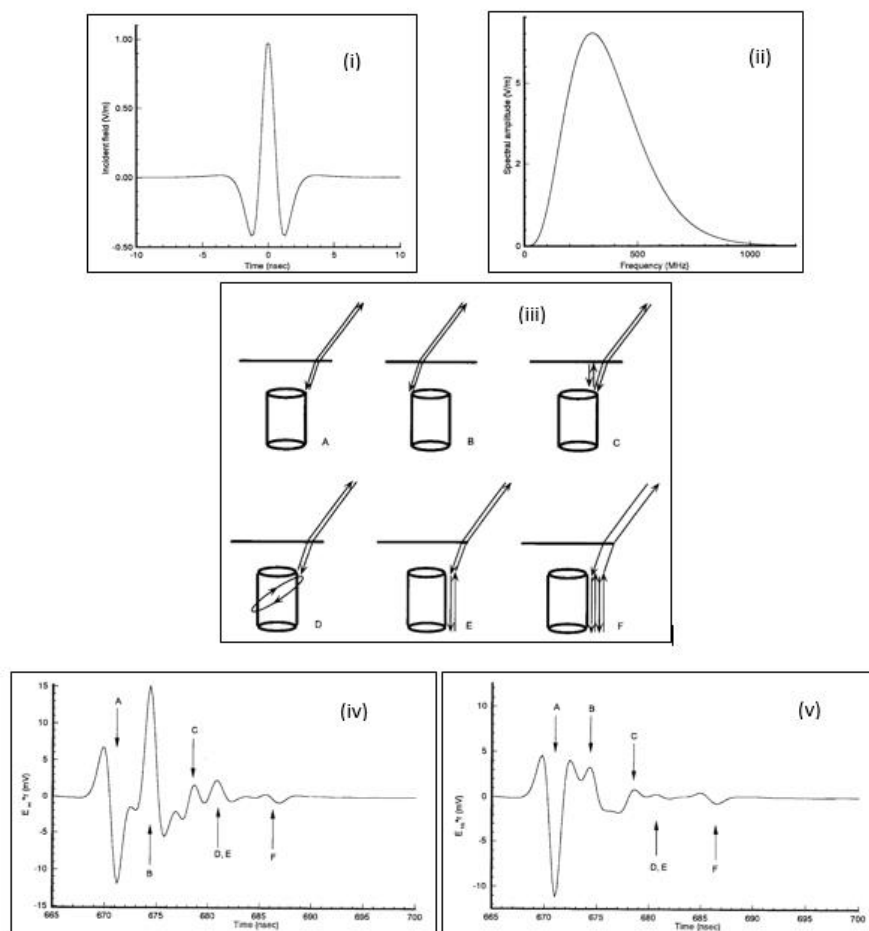 (i)
Incident field (V/m)
1.00
0.50
0.00
-0.50
-10
-5
0
5
10
Time (nsec)
(ii)
Spectral amplitude (V/m)
5
2
0
0
500
1000
Frequency (MHz)
(iii)
A
B
C
D
E
F
(iv)
15
10
5
0
-5
-10
-15
A
B
C
D, E
F
665
670
675
680
685
690
695
700
Time (nsec)
(v)
10
5
0
-5
-10
A
B
C
D, E
F
665
670
675
680
685
690
695
700
Time (nsec)